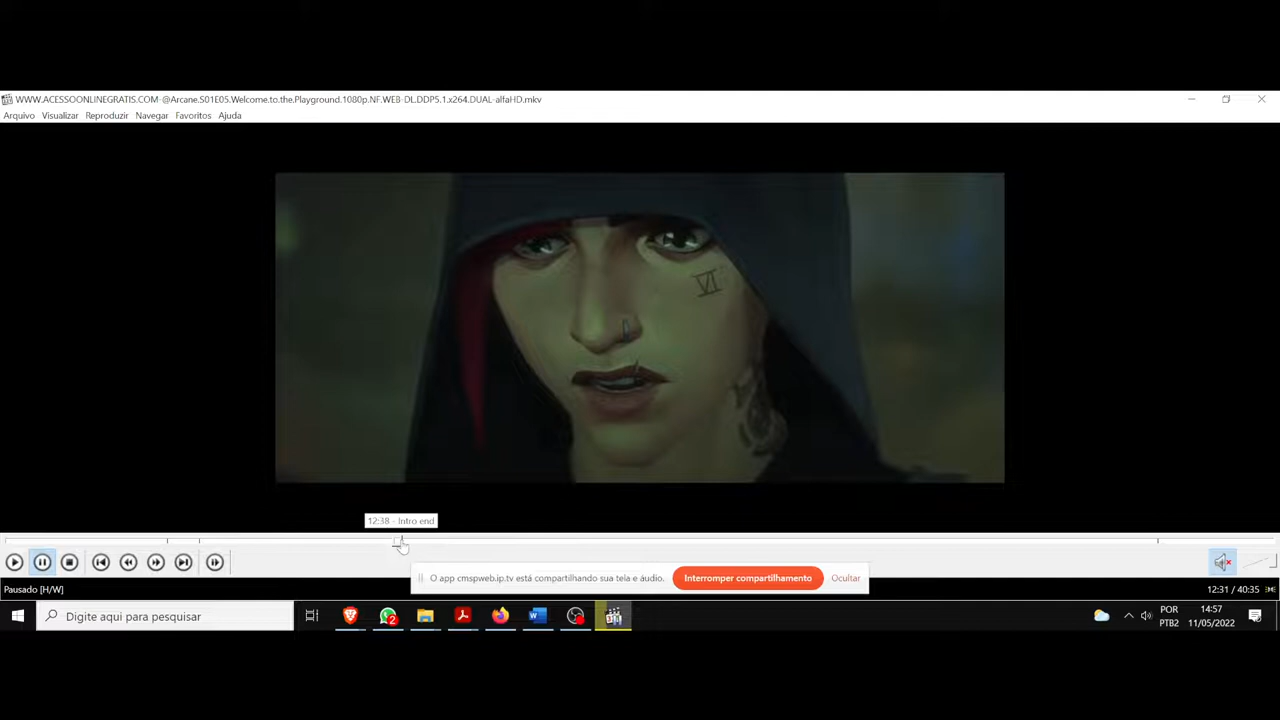 WWW.ACESSOONLINEGRATIS.COM-@Arcane.S01E05.Welcome.to.the.Playground.1080p.NF.WEB-DL.DDP5.1.x264.DUAL-alfaHD.mkv
Arquivo Visualizar Reproduzir Navegar Favoritos Ajuda
VI
12:38 - Intro end
O app cmspweb.ip.tv está compartilhando sua tela e áudio. Interromper compartilhamento Ocultar
Pausado [H/W] 12:31 / 40:35
Digite aqui para pesquisar 2 POR 14:57
PTB2 11/05/2022